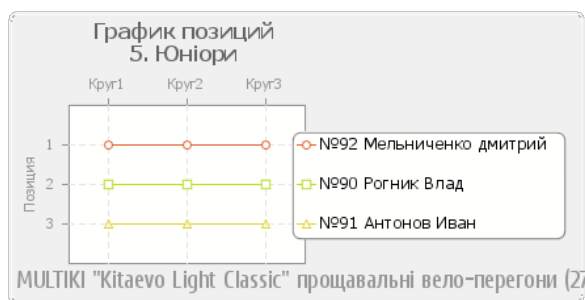 График позиций
5. Юніори
Круг1 Круг2 Круг3
Позиция
1
2
3
№92 Мельниченко дмитрий
№90 Рогник Влад
№91 Антонов Иван
MULTIKI "Kitaevo Light Classic" прощавальні вело-перегони (27